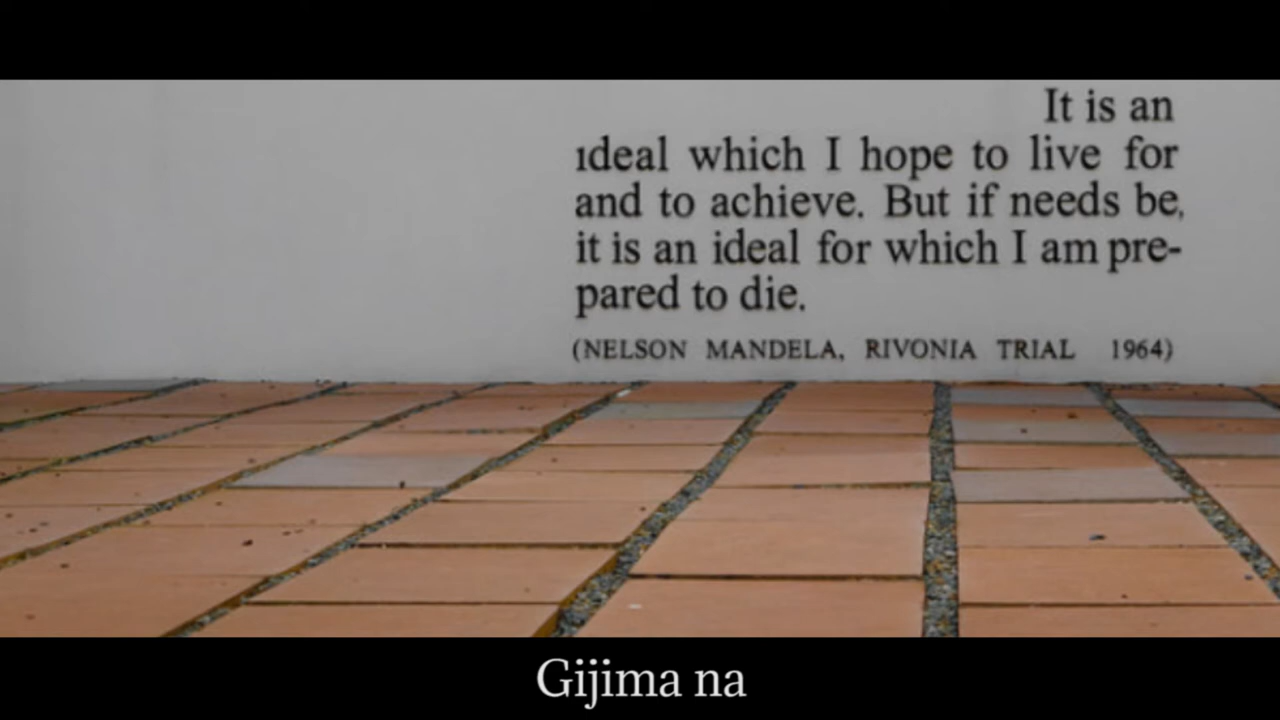 It is an
ideal which I hope to live for
and to achieve. But if needs be,
it is an ideal for which I am pre-
pared to die.
(NELSON MANDELA, RIVONIA TRIAL 1964)
Gijima na